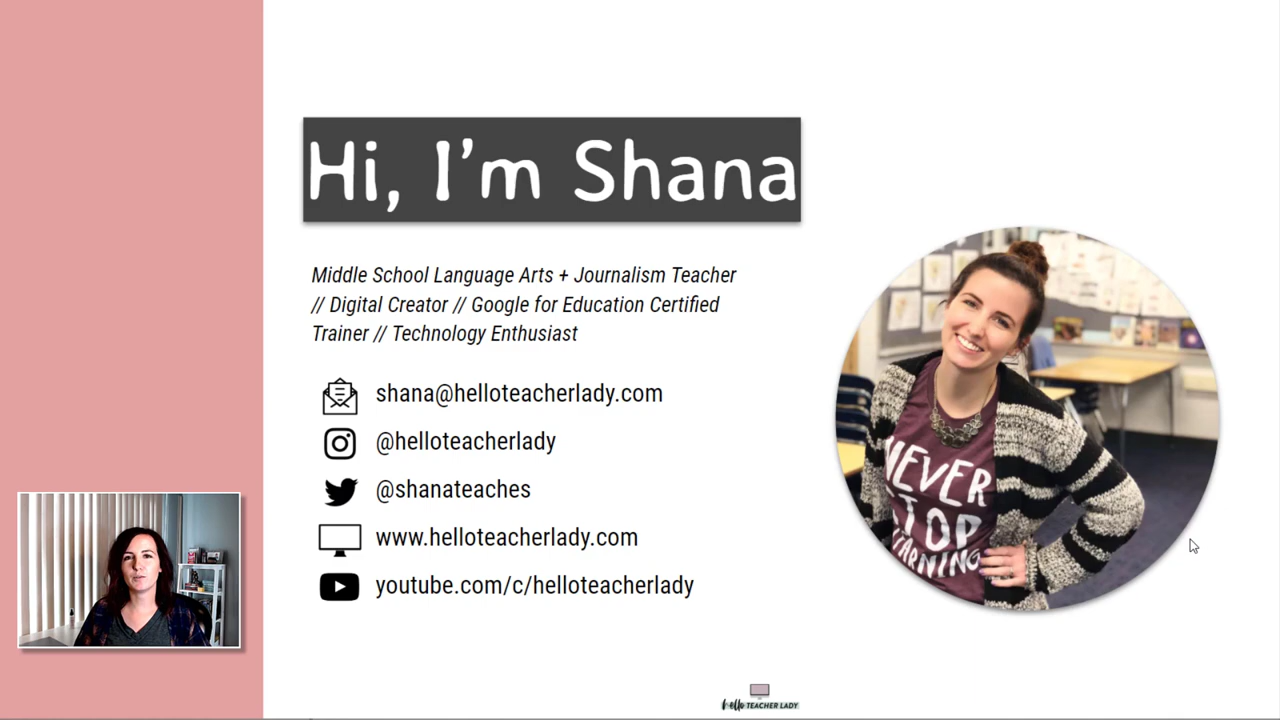 Hi, I'm Shana
Middle School Language Arts + Journalism Teacher
// Digital Creator // Google for Education Certified
Trainer // Technology Enthusiast
shana@helloteacherlady.com
@helloteacherlady
@shanateaches
www.helloteacherlady.com
youtube.com/c/helloteacherlady
NEVER
STOP
LEARNING
hello TEACHER LADY